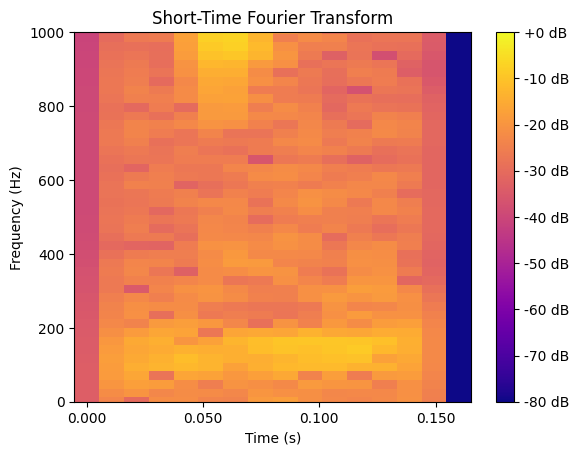 Short-Time Fourier Transform
Frequency (Hz)
1000
800
600
400
200
0
0.000
0.050
0.100
0.150
Time (s)
+0 dB
-10 dB
-20 dB
-30 dB
-40 dB
-50 dB
-60 dB
-70 dB
-80 dB